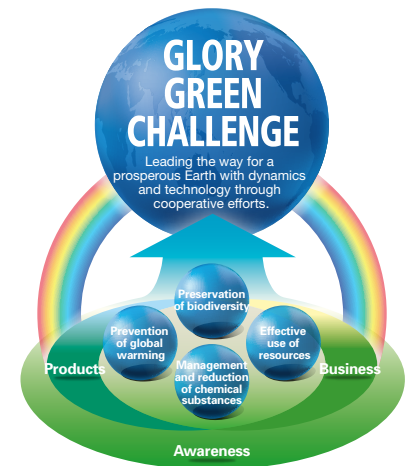 GLORY
GREEN
CHALLENGE
Leading the way for a
prosperous Earth with dynamics
and technology through
cooperative efforts.
Preservation
of biodiversity
Prevention
of global
warming
Effective
use of
resources
Management
and reduction
of chemical
substances
Products
Business
Awareness